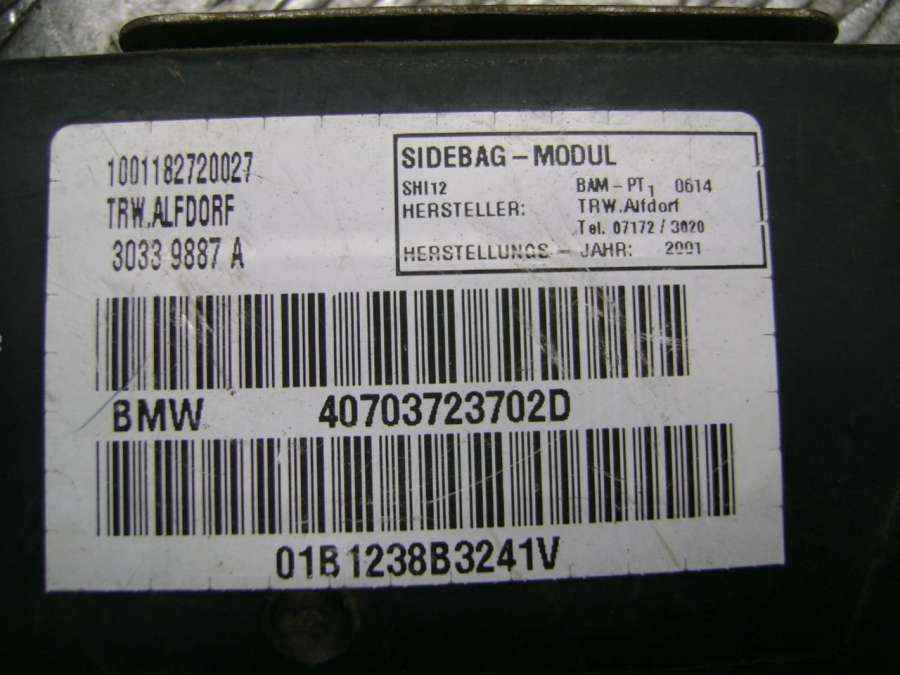 1001182720027
TRW.ALFDORF
3033 9887 A
SIDEBAG - MODUL
SHI12 BAM - PT1 0614
HERSTELLER: TRW.Alfdorf
Tel. 07172 / 3020
HERSTELLUNGS - JAHR: 2001
BMW 40703723702D
01B1238B3241V